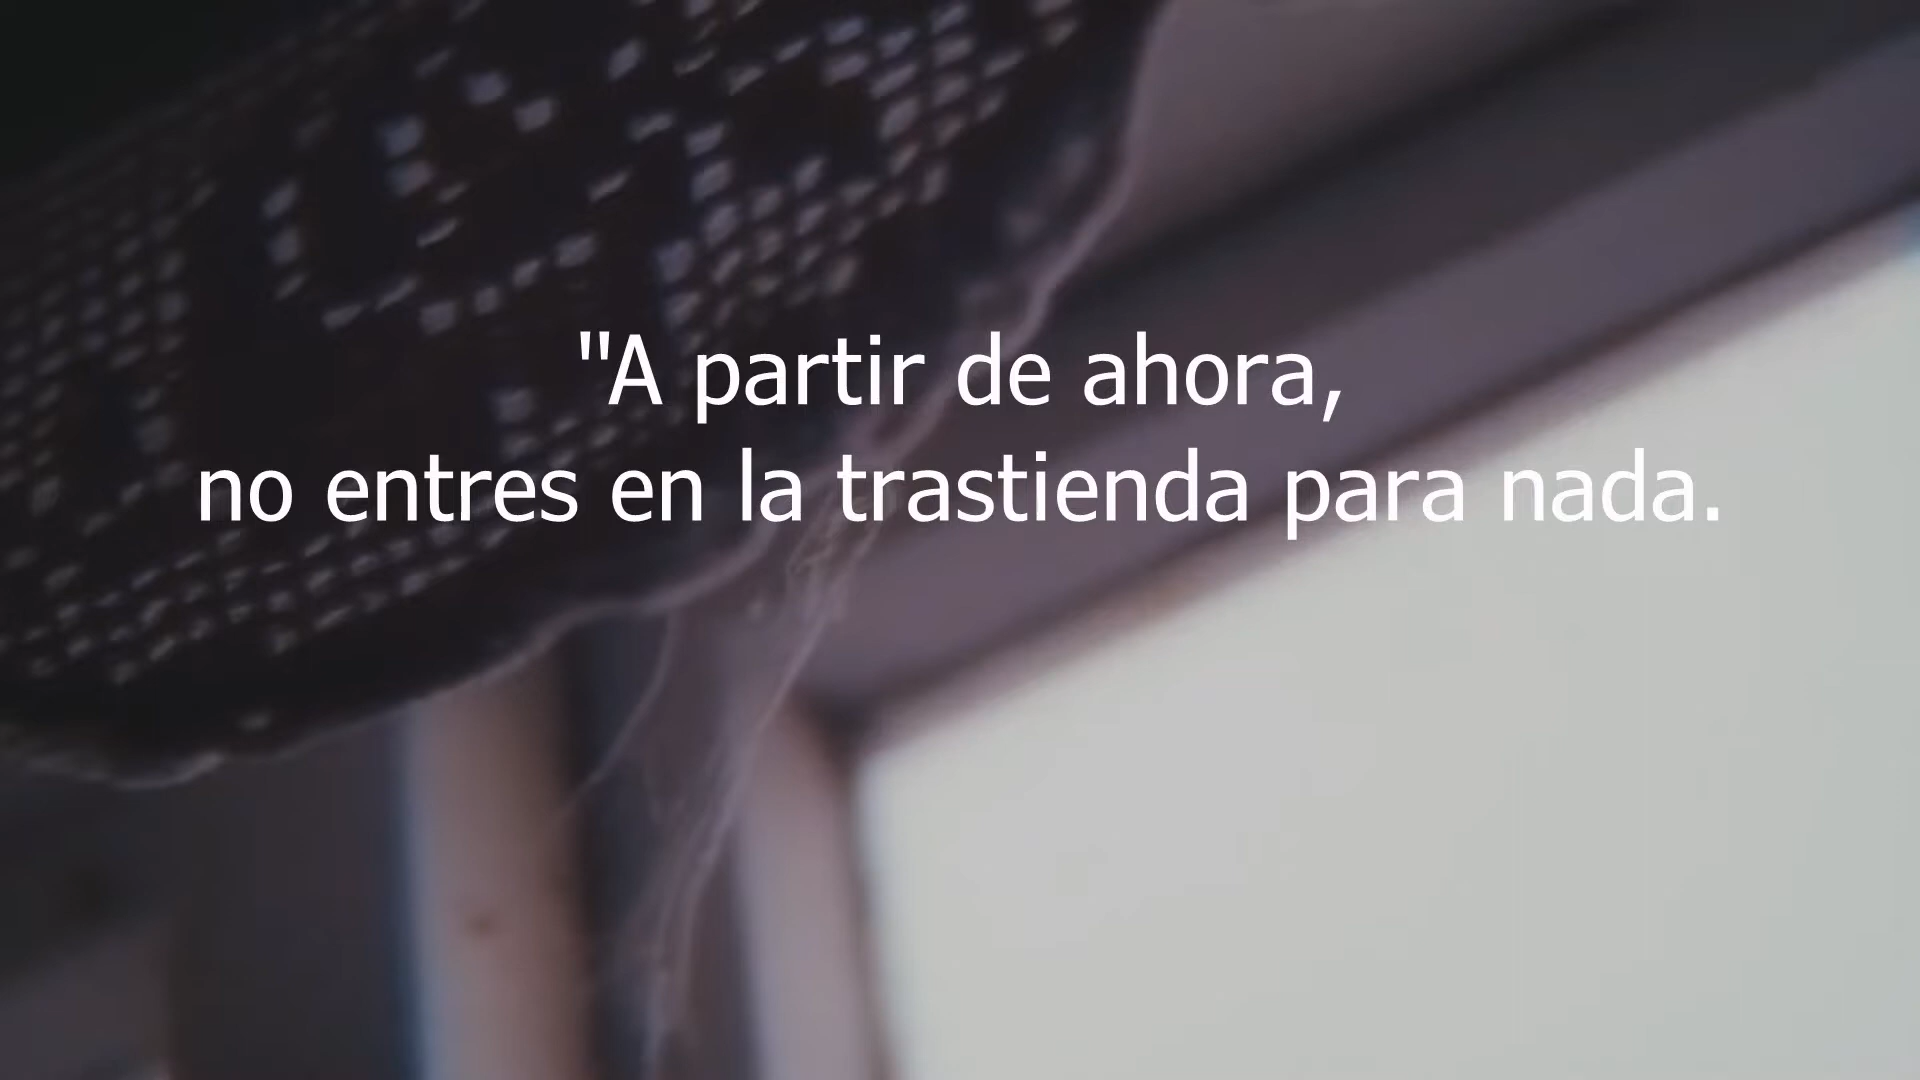 "A partir de ahora,
no entres en la trastienda para nada.